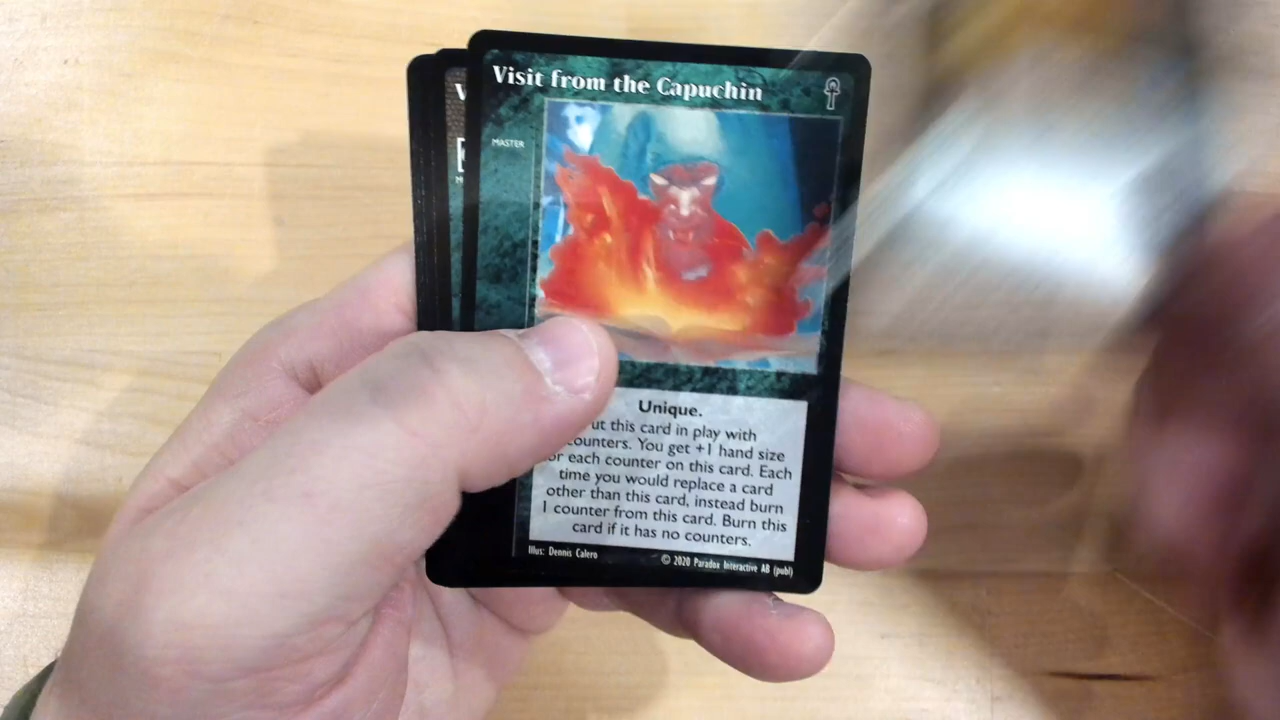 Visit from the Capuchin
V
MASTER
Unique.
ut this card in play with
counters. You get +1 hand size
or each counter on this card. Each
time you would replace a card
other than this card, instead burn
1 counter from this card. Burn this
card if it has no counters.
Illus: Dennis Calero
© 2020 Paradox Interactive AB (publ)